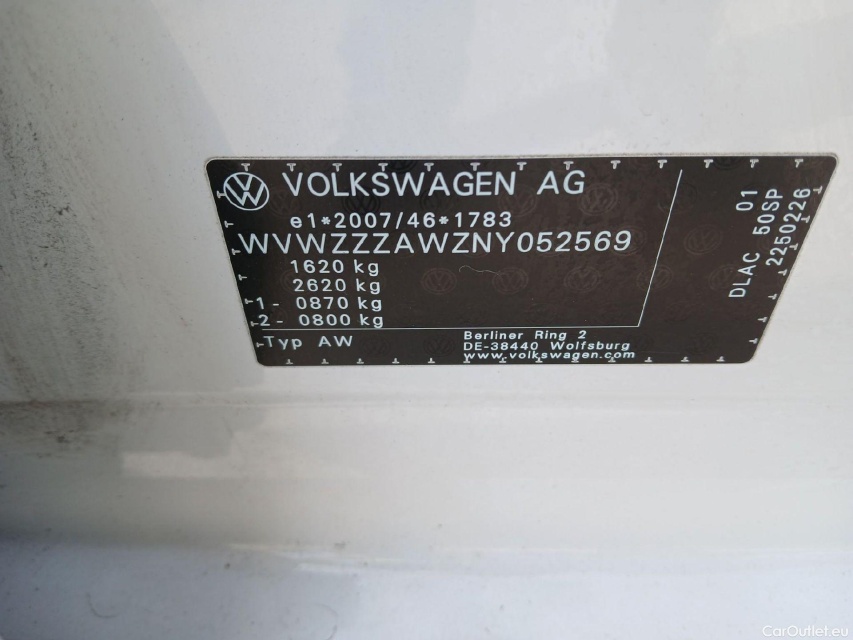 VOLKSWAGEN AG
e1*2007/46*1783
WVWZZZAWZNY052569
1620 kg
2620 kg
1- 0870 kg
2- 0800 kg
Typ AW
Berliner Ring 2
DE-38440 Wolfsburg
www.volkswagen.com
01
DLAC 50SP
2250226
CarOutlet.eu